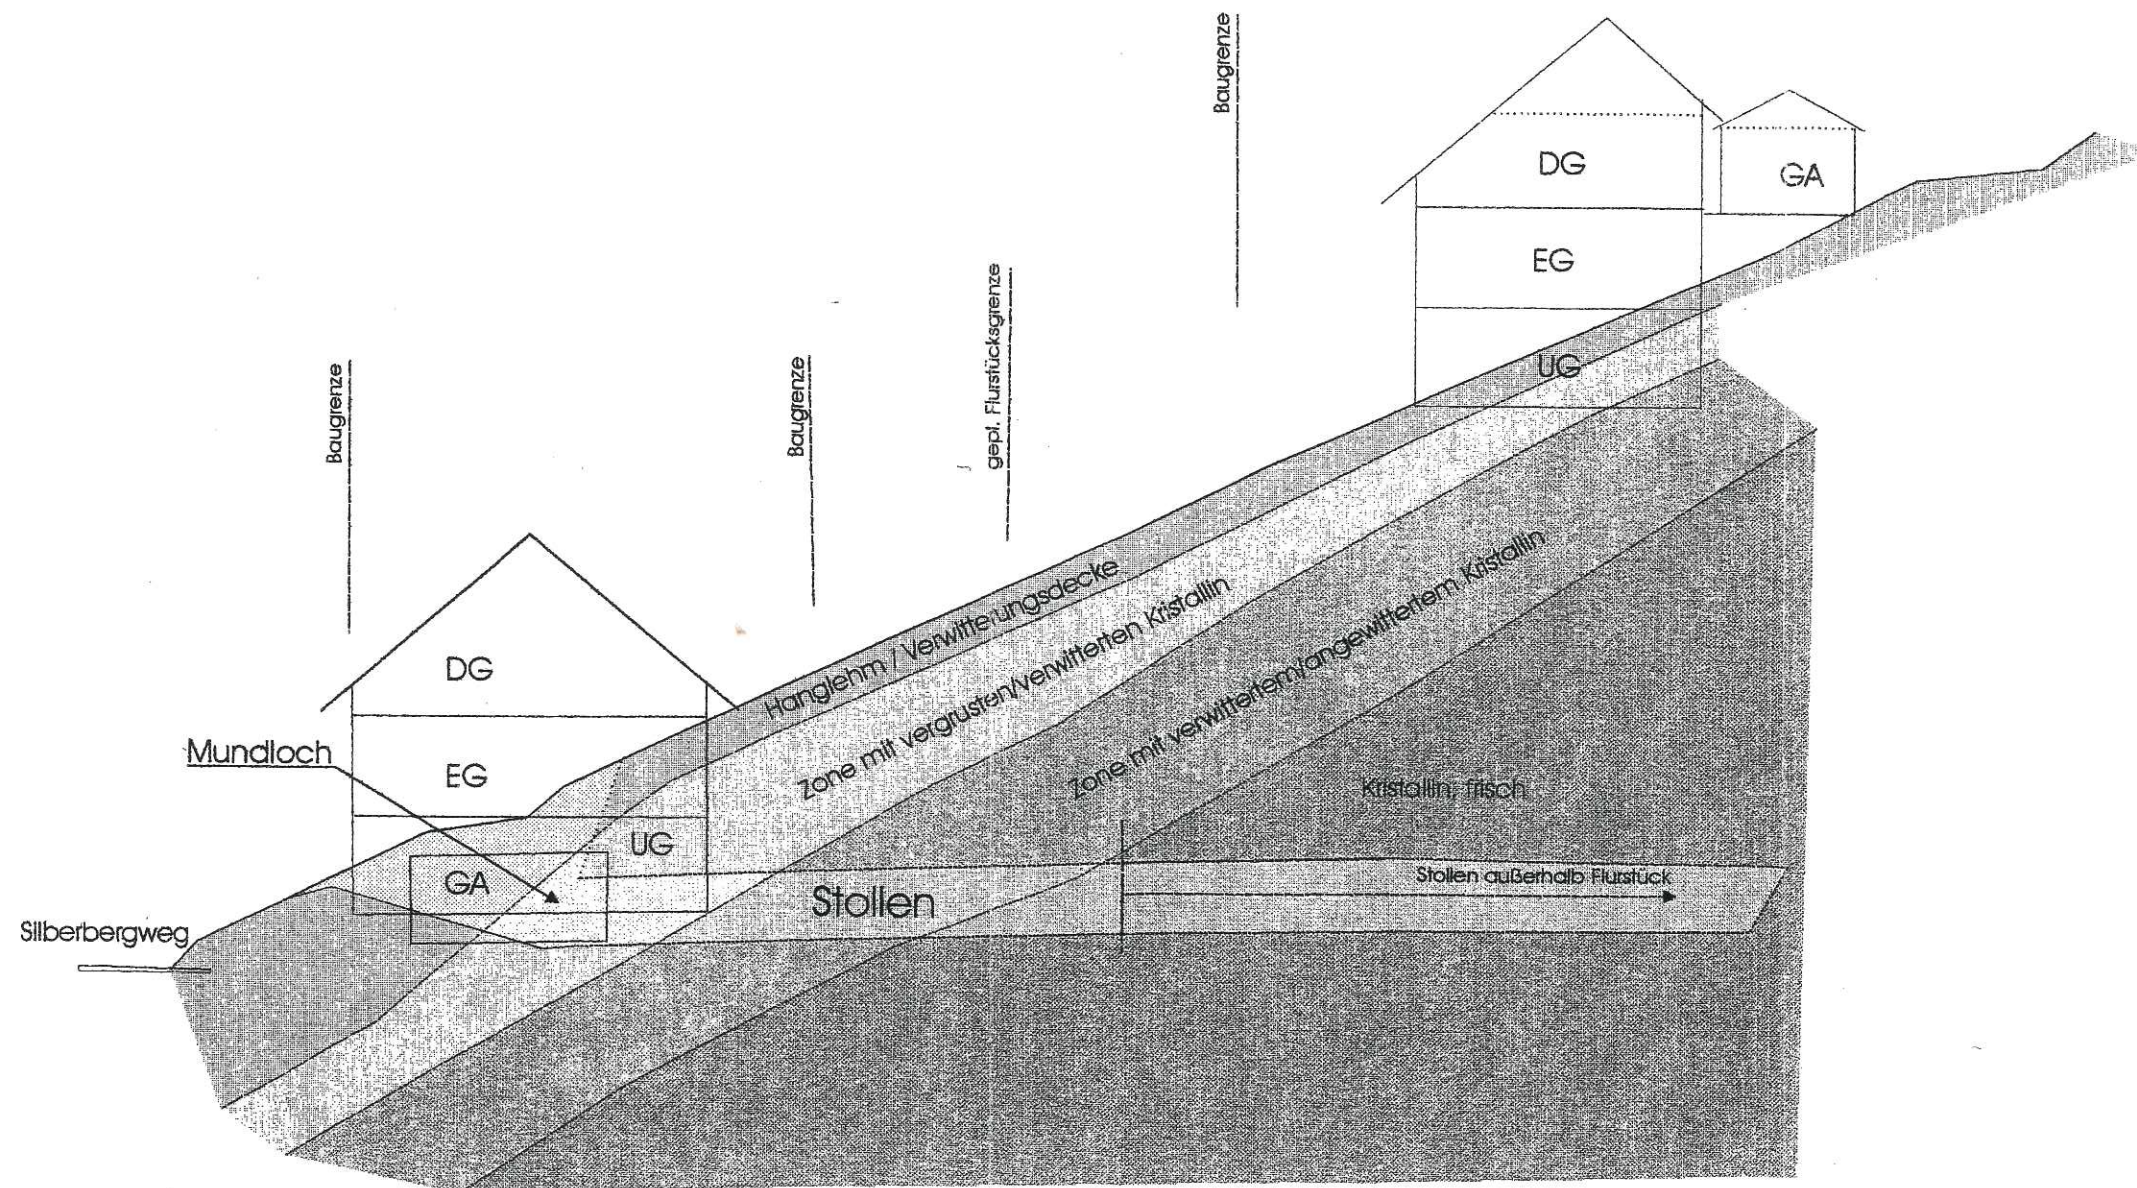 Baugrenze
DG
GA
EG
UG
gepl. Flurstücksgrenze
Baugrenze
Baugrenze
Hanglehm / Verwitterungsdecke
Zone mit vergrusten/verwitterten Kristallin
Zone mit verwittertem/angewittertem Kristallin
Kristallin, frisch
DG
Mundloch
EG
UG
GA
Stollen
Stollen außerhalb Flurstück
Silberbergweg